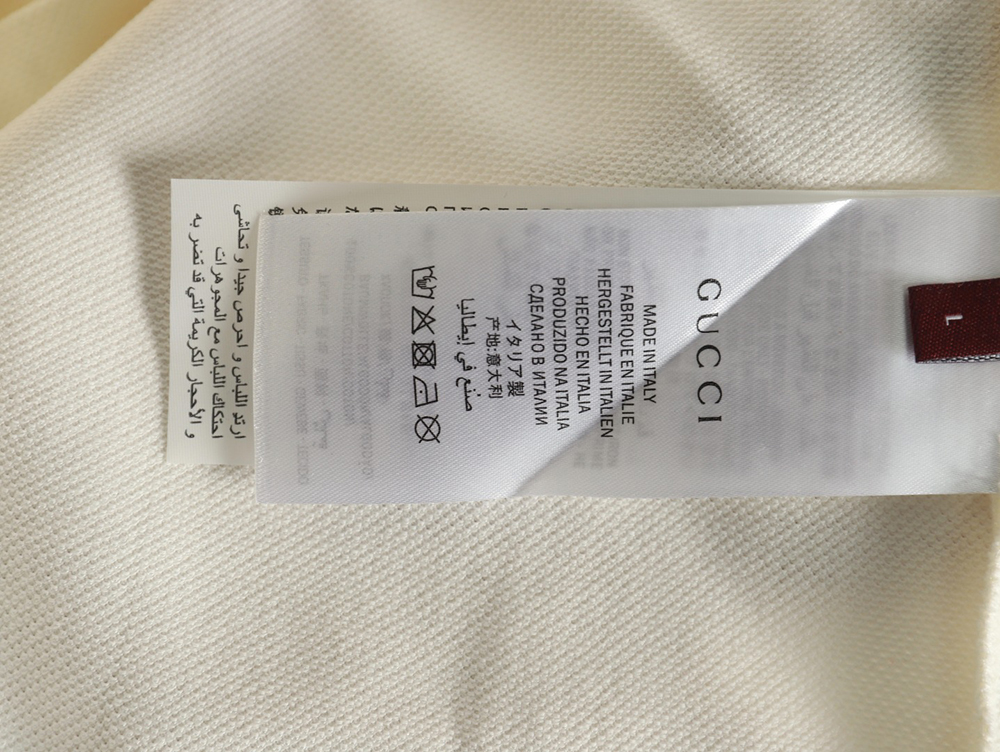 GUCCI
MADE IN ITALY
FABRIQUE EN ITALIE
HERGESTELLT IN ITALIEN
HECHO EN ITALIA
PRODUZIDO NA ITALIA
СДЕЛАНО В ИТАЛИИ
イタリア製
产地:意大利
صنع في إيطاليا
L
ارتد اللباس و احرص جيدا و تحاشى
احتكاك اللباس مع المجوهرات
و الأحجار الكريمة التي قد تضر به